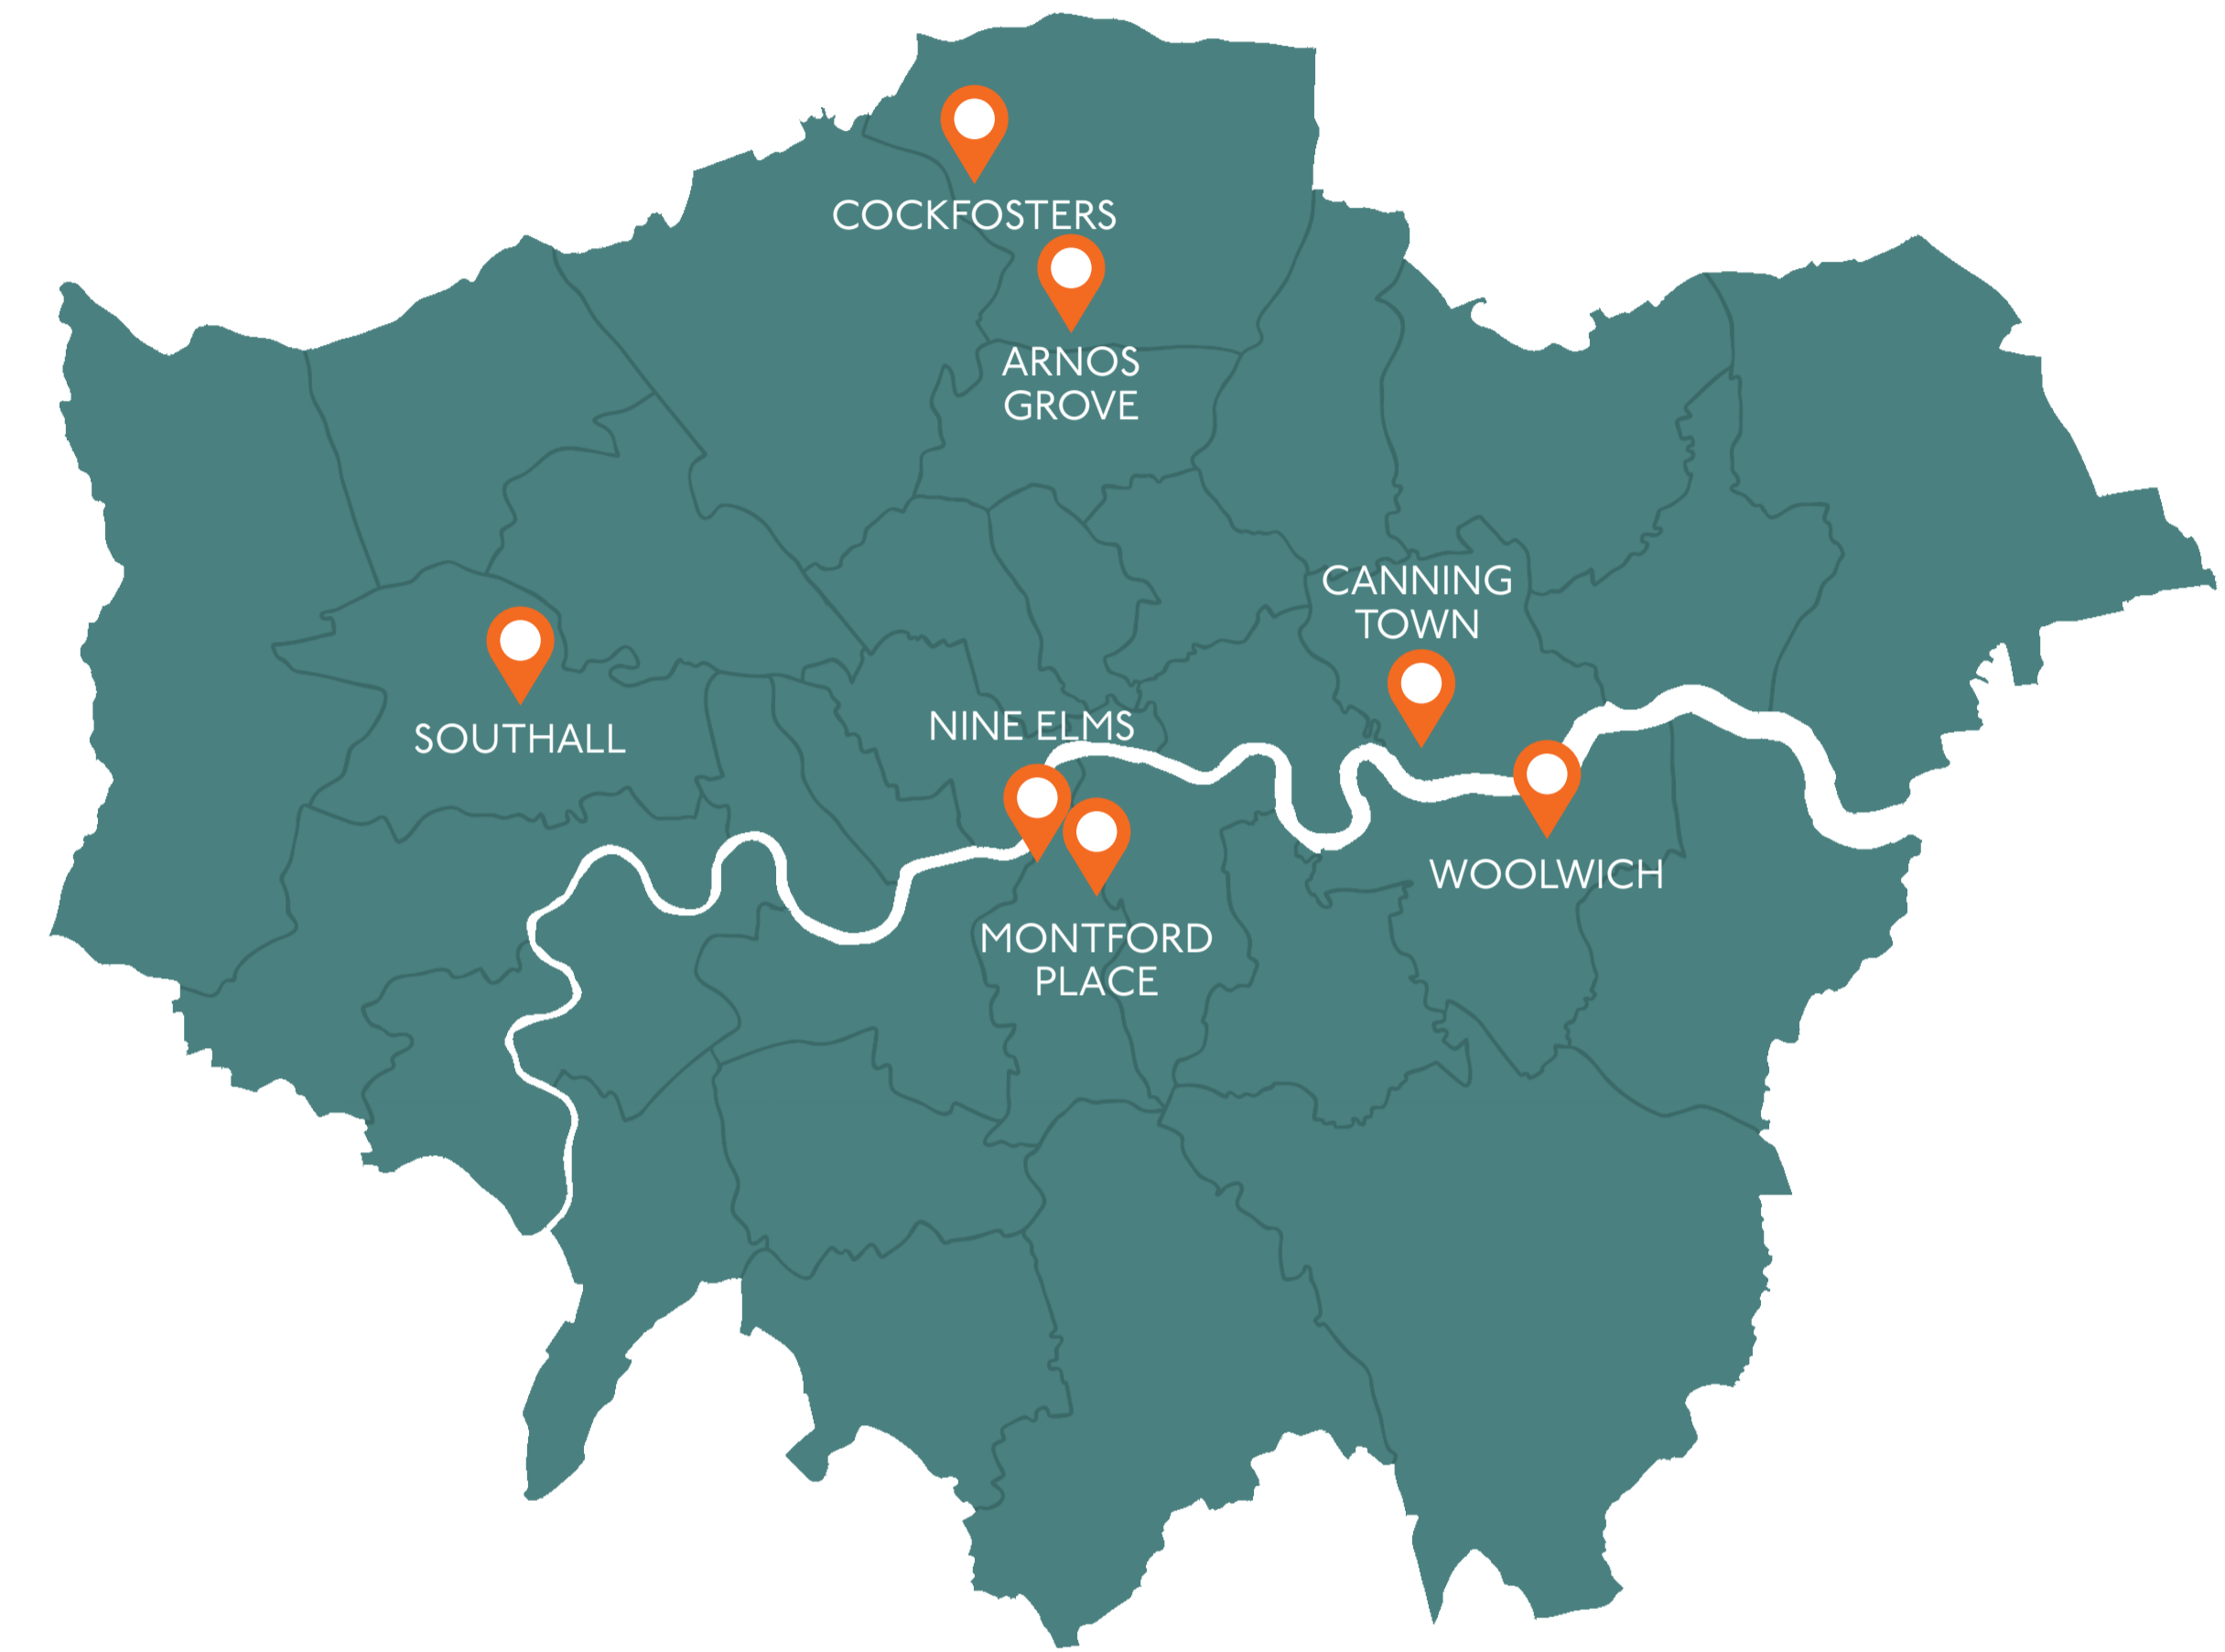 COCKFOSTERS
ARNOS
GROVE
CANNING
TOWN
SOUTHALL
NINE ELMS
WOOLWICH
MONTFORD
PLACE